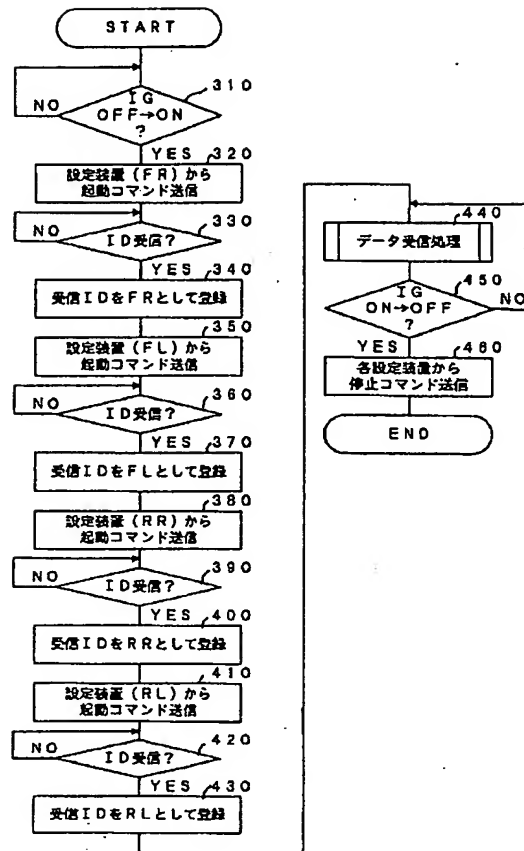 START
310
IG
OFF→ON
?
NO
YES
320
設定装置(FR)から
起動コマンド送信
330
NO
ID受信?
YES
340
受信IDをFRとして登録
350
設定装置(FL)から
起動コマンド送信
360
NO
ID受信?
YES
370
受信IDをFLとして登録
380
設定装置(RR)から
起動コマンド送信
390
NO
ID受信?
YES
400
受信IDをRRとして登録
410
設定装置(RL)から
起動コマンド送信
420
NO
ID受信?
YES
430
受信IDをRLとして登録
440
データ受信処理
450
IG
ON→OFF
?
NO
YES
460
各設定装置から
停止コマンド送信
END